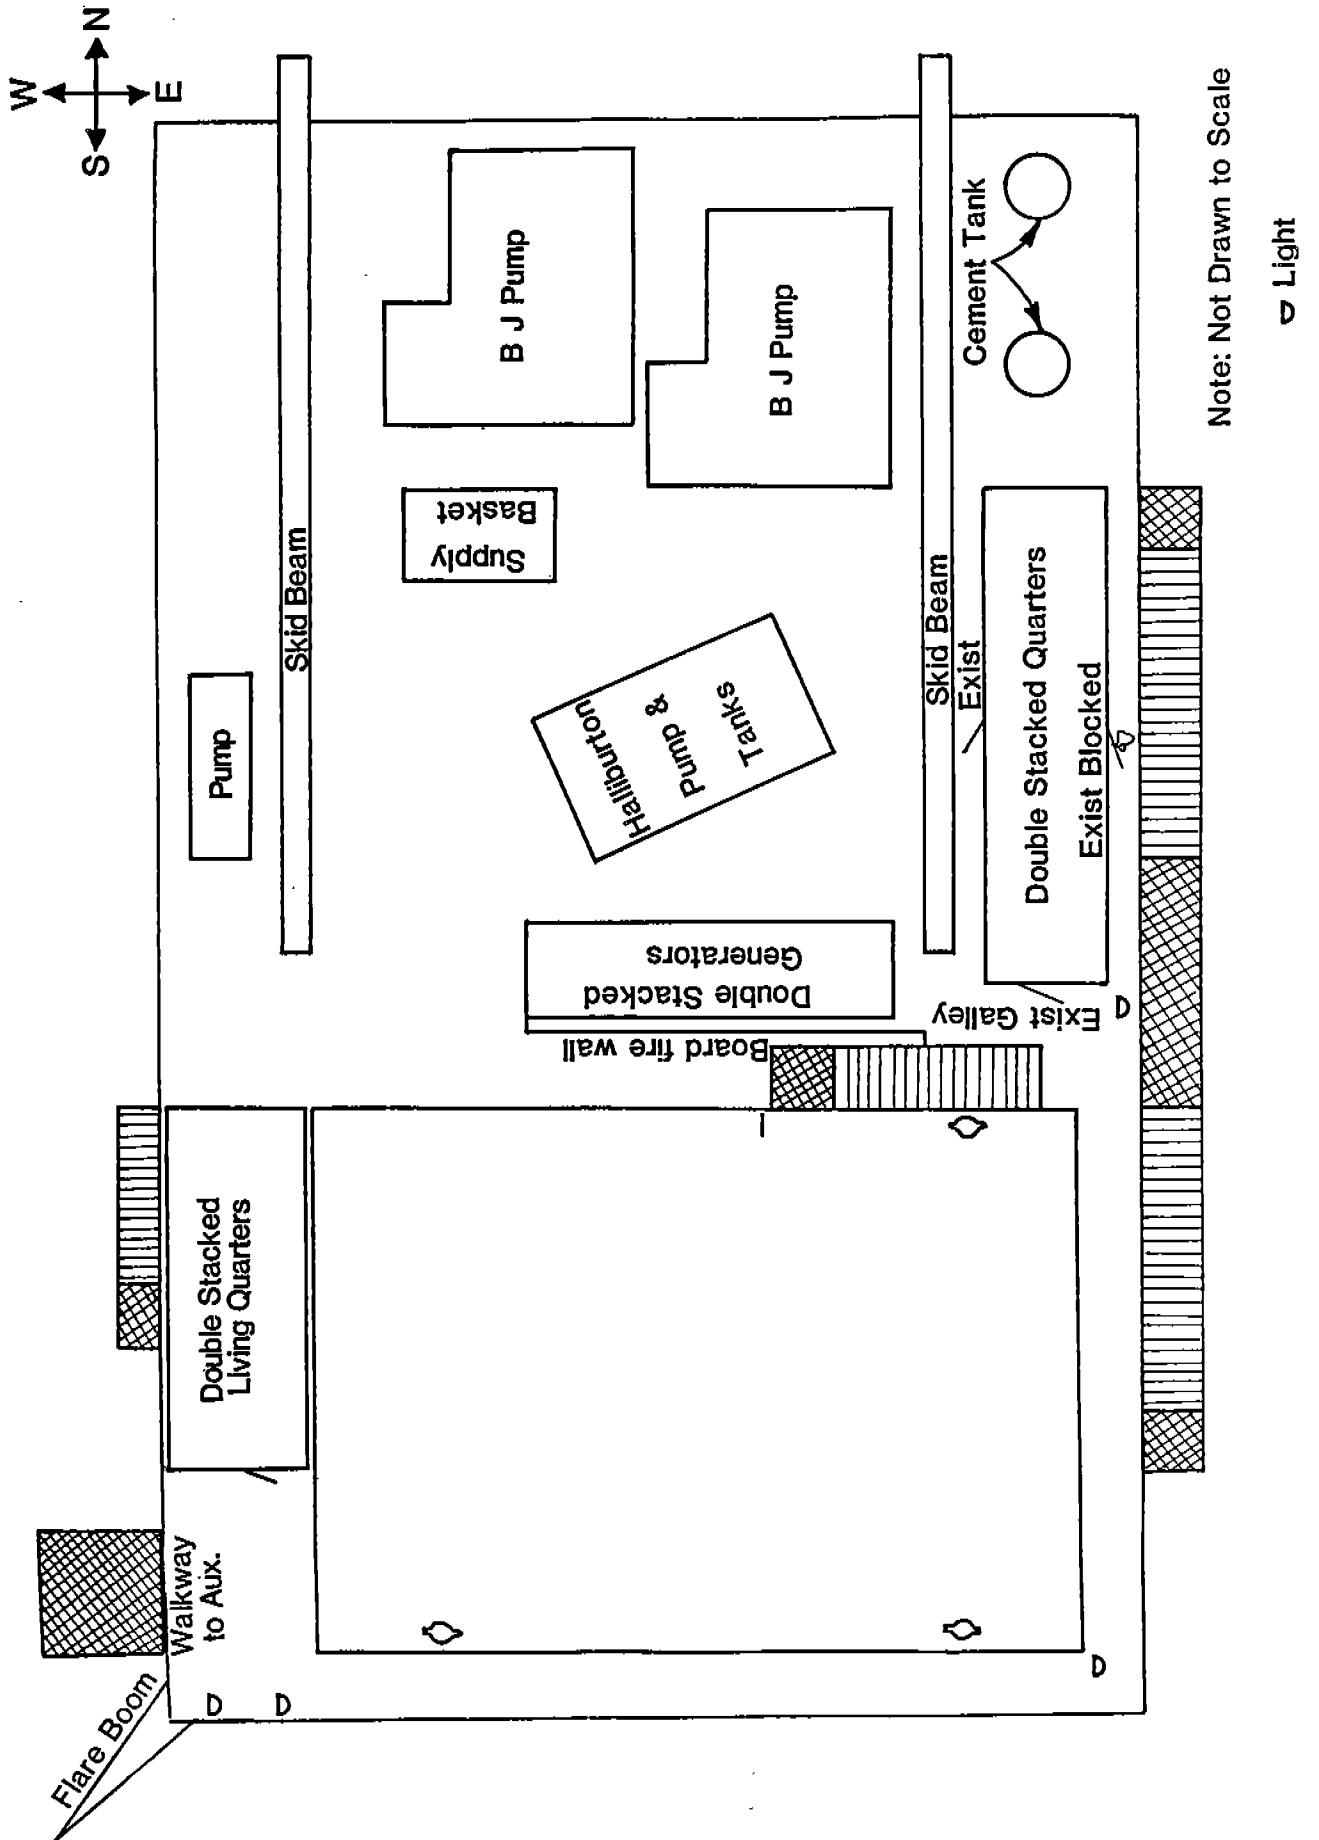 W
N
S
E
Skid Beam
Pump
B J Pump
B J Pump
Supply
Basket
Halliburton
Pump &
Tanks
Cement Tank
Skid Beam
Exist
Double Stacked Quarters
Exist Blocked
Double Stacked
Generators
Board fire wall
Exist Galley
Double Stacked
Living Quarters
Walkway
to Aux.
Flare Boom
Note: Not Drawn to Scale
Light